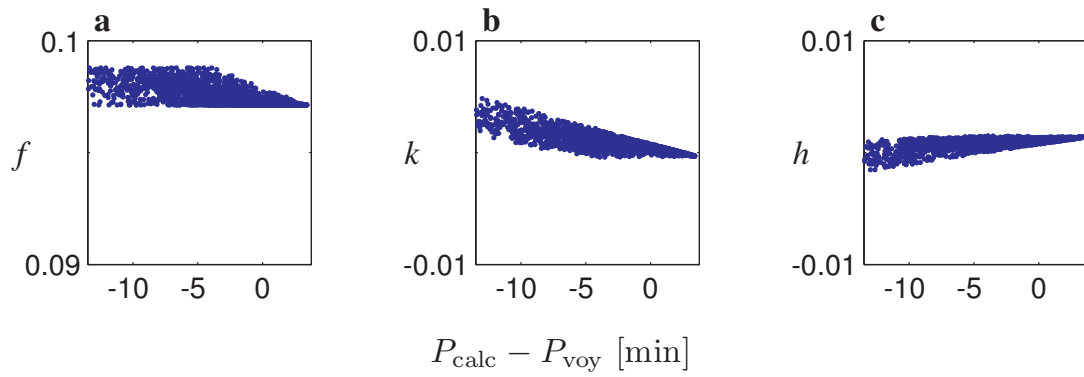 a b c
0.1 0.01 0.01
f k h
0.09 -0.01 -0.01
-10 -5 0 -10 -5 0 -10 -5 0
P_calc − P_voy [min]